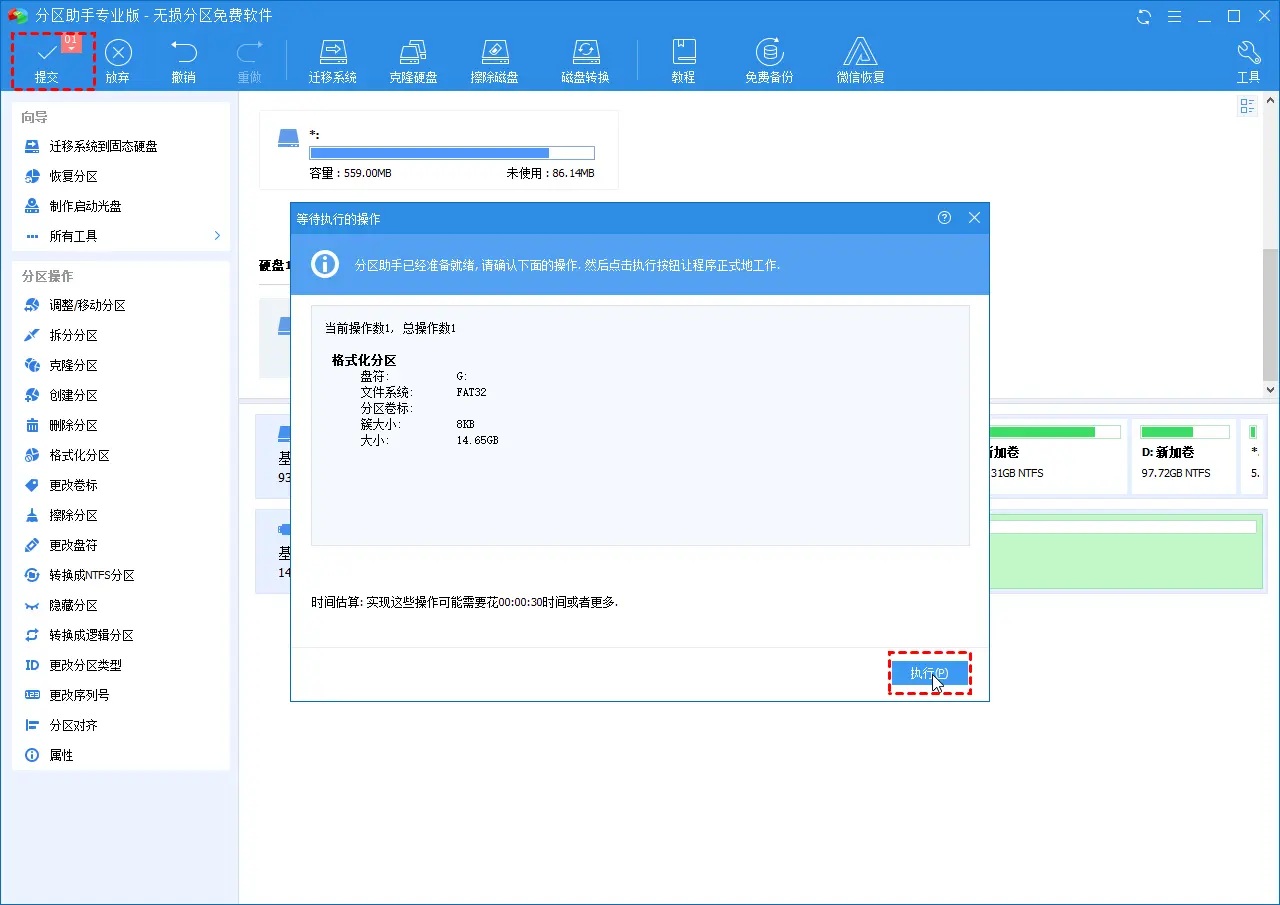 分区助手专业版 - 无损分区免费软件
01
提交
放弃
撤销
重做
迁移系统
克隆硬盘
擦除磁盘
磁盘转换
教程
免费备份
微信恢复
工具
向导
迁移系统到固态硬盘
恢复分区
制作启动光盘
所有工具
分区操作
调整/移动分区
拆分分区
克隆分区
创建分区
删除分区
格式化分区
更改卷标
擦除分区
更改盘符
转换成NTFS分区
隐藏分区
转换成逻辑分区
ID 更改分区类型
123 更改序列号
分区对齐
属性
*:
容量：559.00MB
未使用：86.14MB
硬盘1
等待执行的操作
分区助手已经准备就绪, 请确认下面的操作. 然后点击执行按钮让程序正式地工作.
当前操作数1，总操作数1
格式化分区
盘符: G:
文件系统: FAT32
分区卷标:
簇大小: 8KB
大小: 14.65GB
时间估算: 实现这些操作可能需要花00:00:30时间或者更多.
执行(P)
基
93
加卷
31GB NTFS
D: 新加卷
97.72GB NTFS
*
5.
基
14